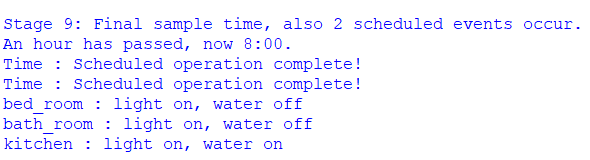 Stage 9: Final sample time, also 2 scheduled events occur.
An hour has passed, now 8:00.
Time : Scheduled operation complete!
Time : Scheduled operation complete!
bed_room : light on, water off
bath_room : light on, water off
kitchen : light on, water on